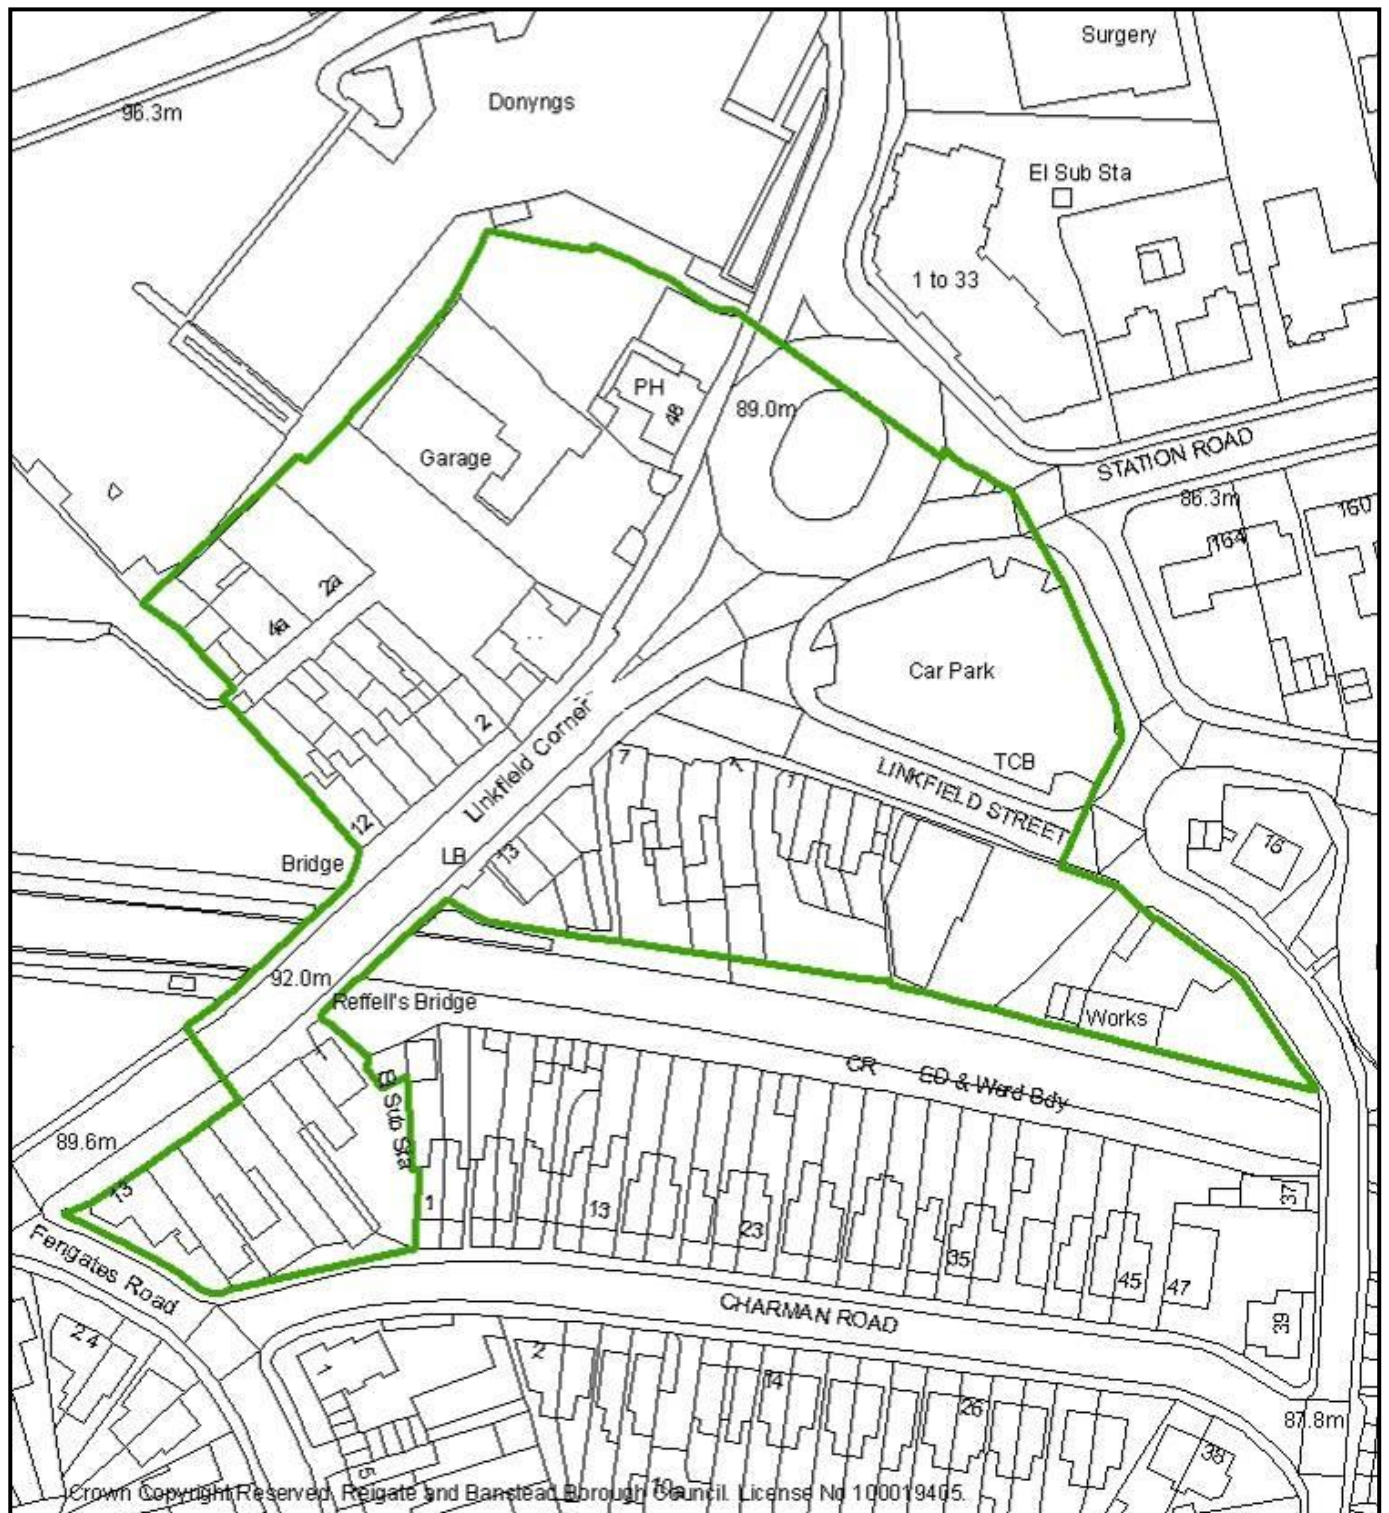 Surgery
Donyngs
96.3m
El Sub Sta
1 to 33
PH
48
89.0m
STATION ROAD
Garage
86.3m
160
164
2a
4a
Car Park
2
Linkfield Corner
7
1
1
TCB
LINKFIELD STREET
12
16
Bridge
LB
13
92.0m
Reffell's Bridge
Works
CR
ED & Ward Bdy
El Sub Sta
89.6m
13
1
13
23
35
45
47
37
39
Fengates Road
CHARMAN ROAD
24
1
2
14
26
38
87.8m
5
10a
Crown Copyright Reserved. Reigate and Banstead Borough Council. License No 100019405.